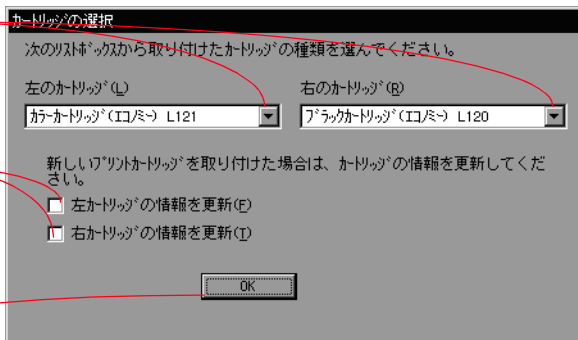 ｶｰﾄﾘｯｼﾞの選択
次のﾘｽﾄﾎﾞｯｸｽから取り付けたｶｰﾄﾘｯｼﾞの種類を選んでください。
左のｶｰﾄﾘｯｼﾞ(L) 右のｶｰﾄﾘｯｼﾞ(R)
ｶﾗｰｶｰﾄﾘｯｼﾞ(ｴｺﾉﾐｰ) L121 ﾌﾞﾗｯｸｶｰﾄﾘｯｼﾞ(ｴｺﾉﾐｰ) L120
新しいﾌﾟﾘﾝﾄｶｰﾄﾘｯｼﾞを取り付けた場合は、ｶｰﾄﾘｯｼﾞの情報を更新してくだ
さい。
左ｶｰﾄﾘｯｼﾞの情報を更新(F)
右ｶｰﾄﾘｯｼﾞの情報を更新(I)
OK